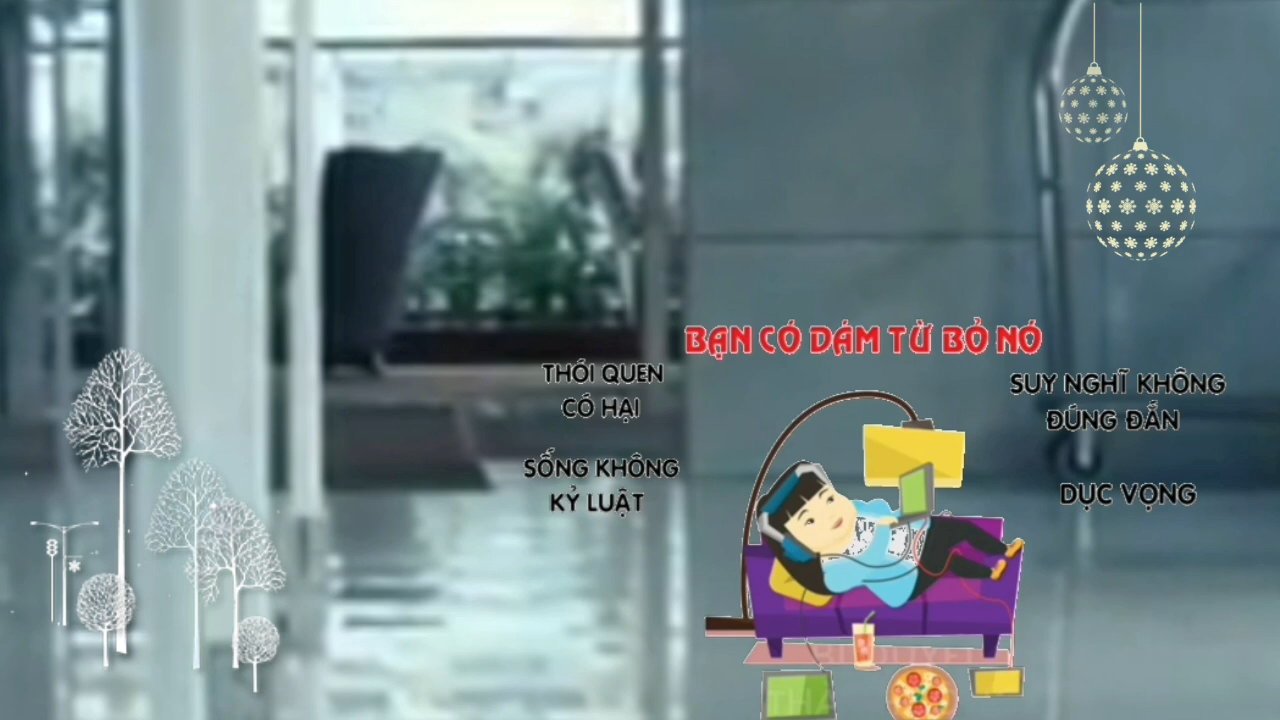 BẠN CÓ DÁM TỪ BỎ NÓ
THÓI QUEN
CÓ HẠI
SỐNG KHÔNG
KỶ LUẬT
SUY NGHĨ KHÔNG
ĐÚNG ĐẮN
DỤC VỌNG